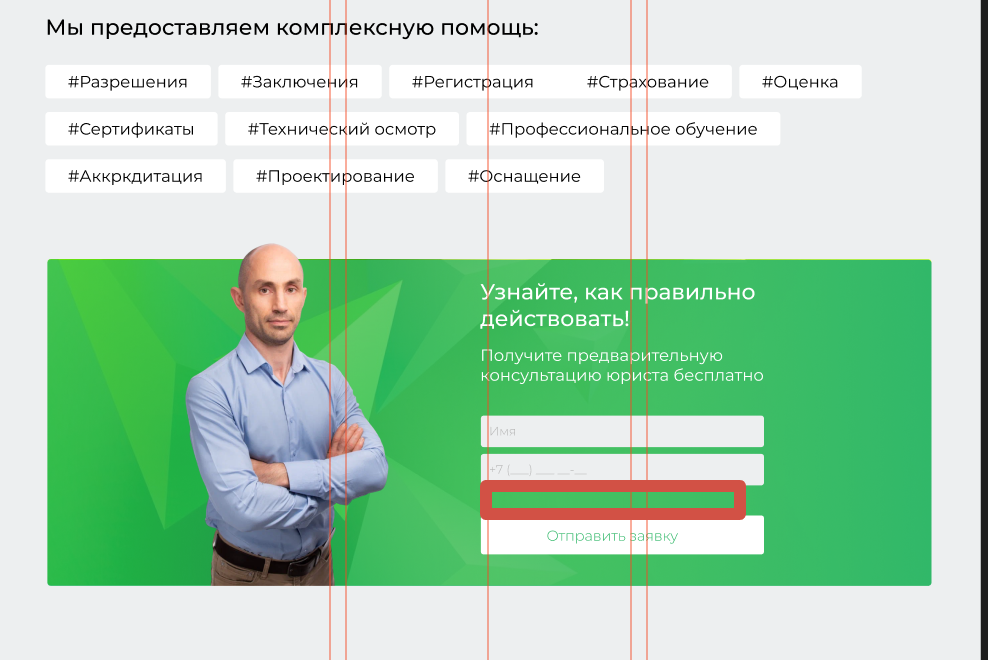 Мы предоставляем комплексную помощь:
#Разрешения #Заключения #Регистрация #Страхование #Оценка
#Сертификаты #Технический осмотр #Профессиональное обучение
#Аккркдитация #Проектирование #Оснащение
Узнайте, как правильно
действовать!
Получите предварительную
консультацию юриста бесплатно
Имя
+7 (___) ___ __-__
Отправить заявку